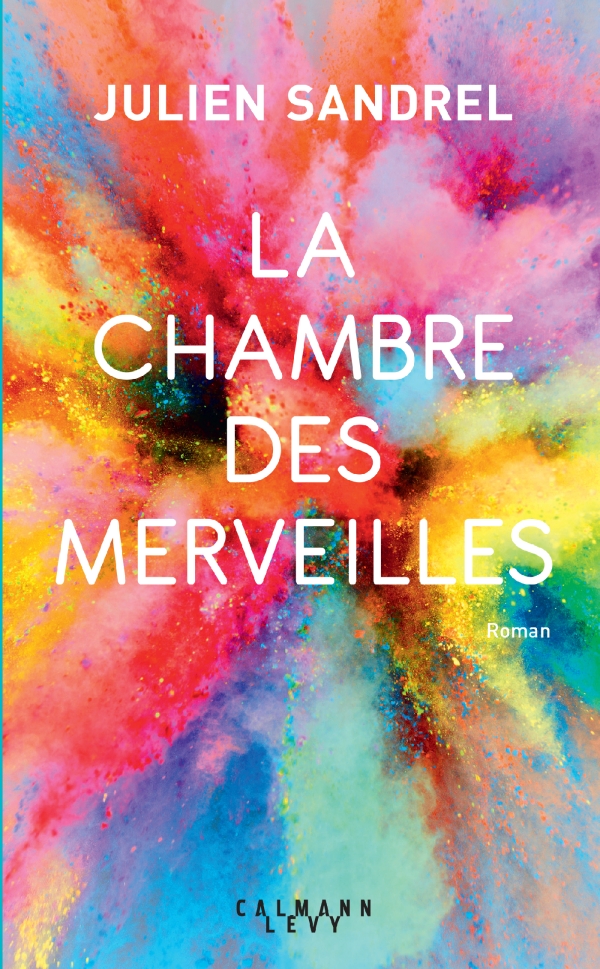 JULIEN SANDREL
LA
CHAMBRE
DES
MERVEILLES
Roman
CALMANN
LEVY